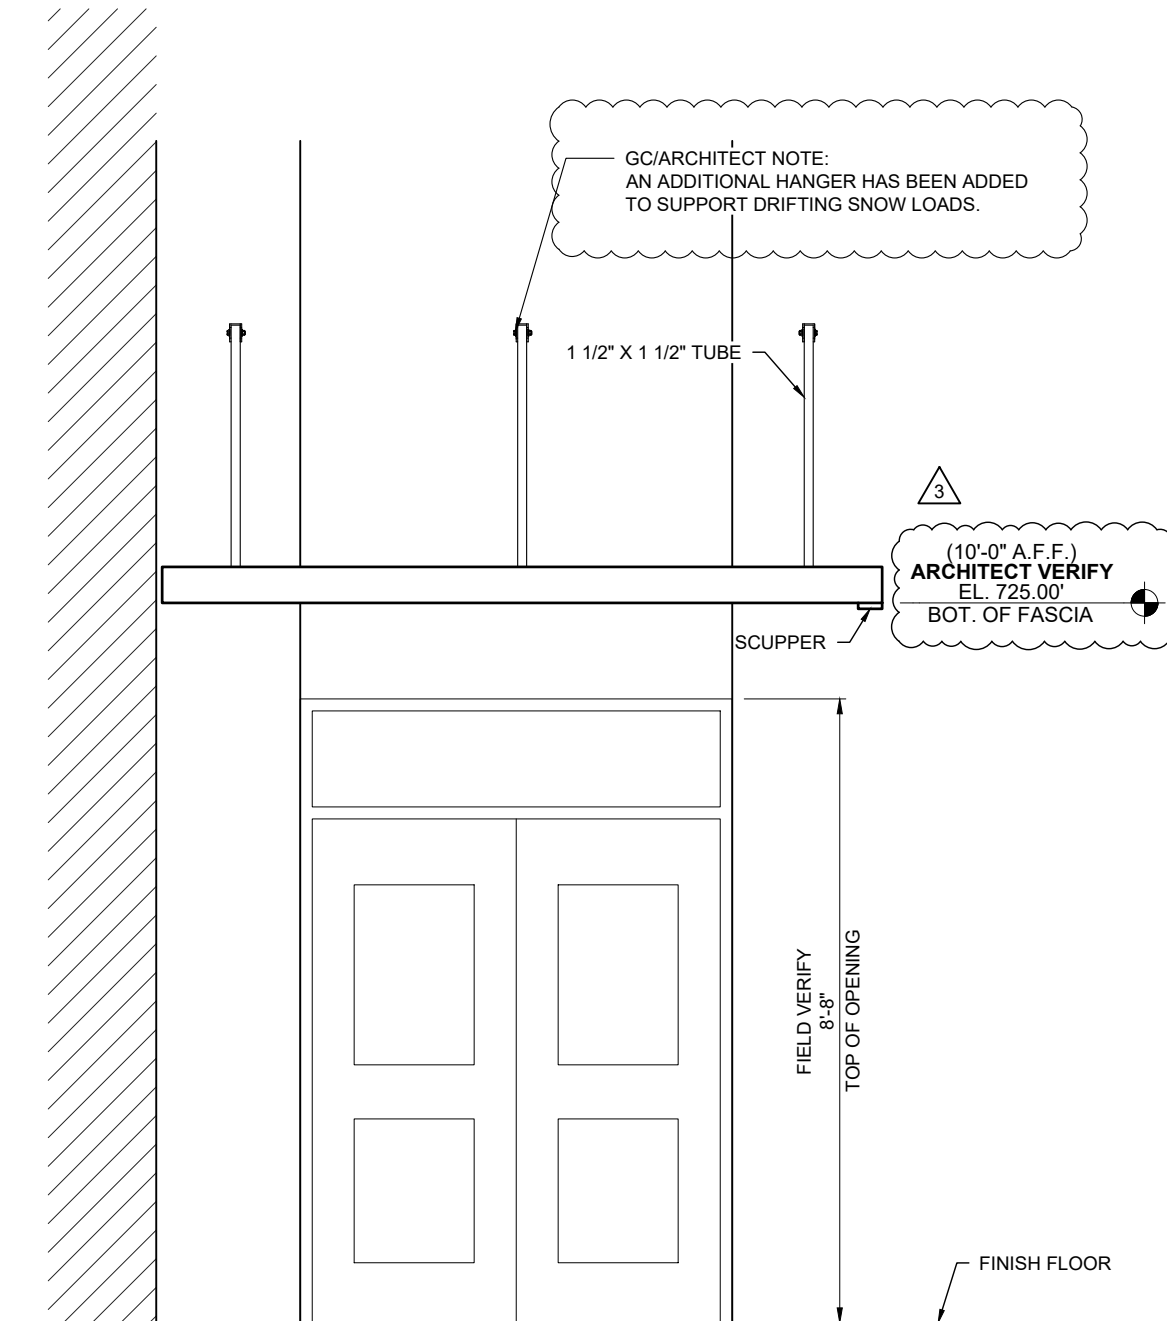 GC/ARCHITECT NOTE:
AN ADDITIONAL HANGER HAS BEEN ADDED
TO SUPPORT DRIFTING SNOW LOADS.
1 1/2" X 1 1/2" TUBE
3
(10'-0" A.F.F.)
ARCHITECT VERIFY
EL. 725.00'
BOT. OF FASCIA
SCUPPER
FIELD VERIFY
8'-8"
TOP OF OPENING
FINISH FLOOR